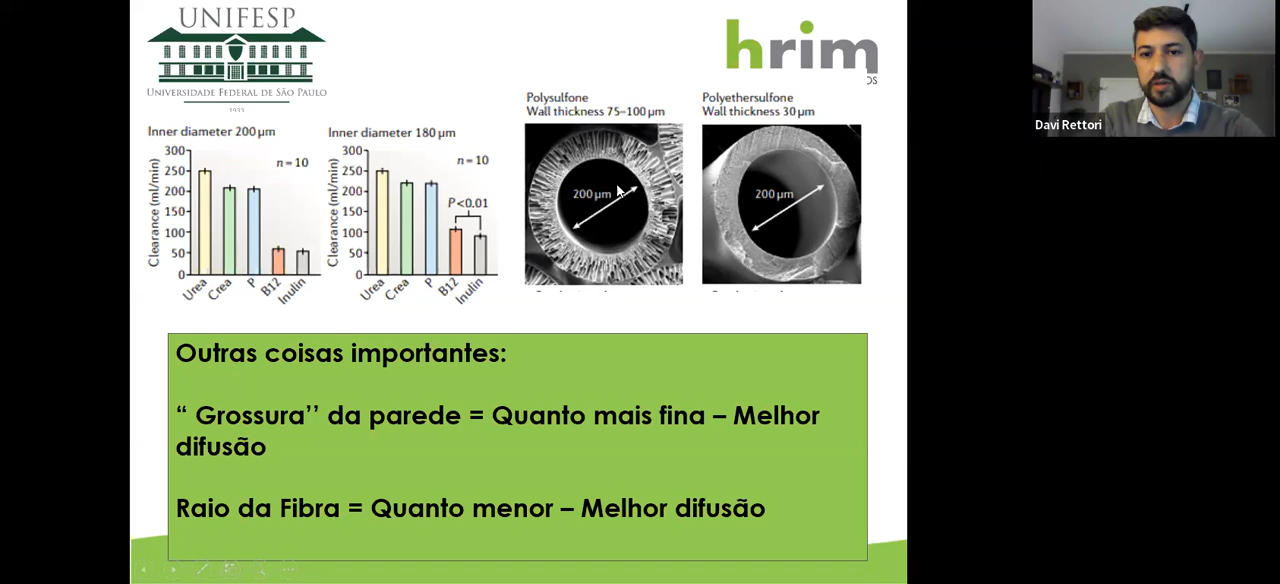 UNIFESP
UNIVERSIDADE FEDERAL DE SÃO PAULO
1933
hrim
OS
Davi Rettori
Inner diameter 200 µm
300
250
200
150
100
50
0
Clearance (ml/min)
n = 10
Urea
Crea
P
B12
Inulin
Inner diameter 180 µm
300
250
200
150
100
50
0
Clearance (ml/min)
n = 10
P < 0.01
Urea
Crea
P
B12
Inulin
Polysulfone
Wall thickness 75–100 µm
200 µm
Polyethersulfone
Wall thickness 30 µm
200 µm
Outras coisas importantes:
“ Grossura’’ da parede = Quanto mais fina – Melhor
difusão
Raio da Fibra = Quanto menor – Melhor difusão